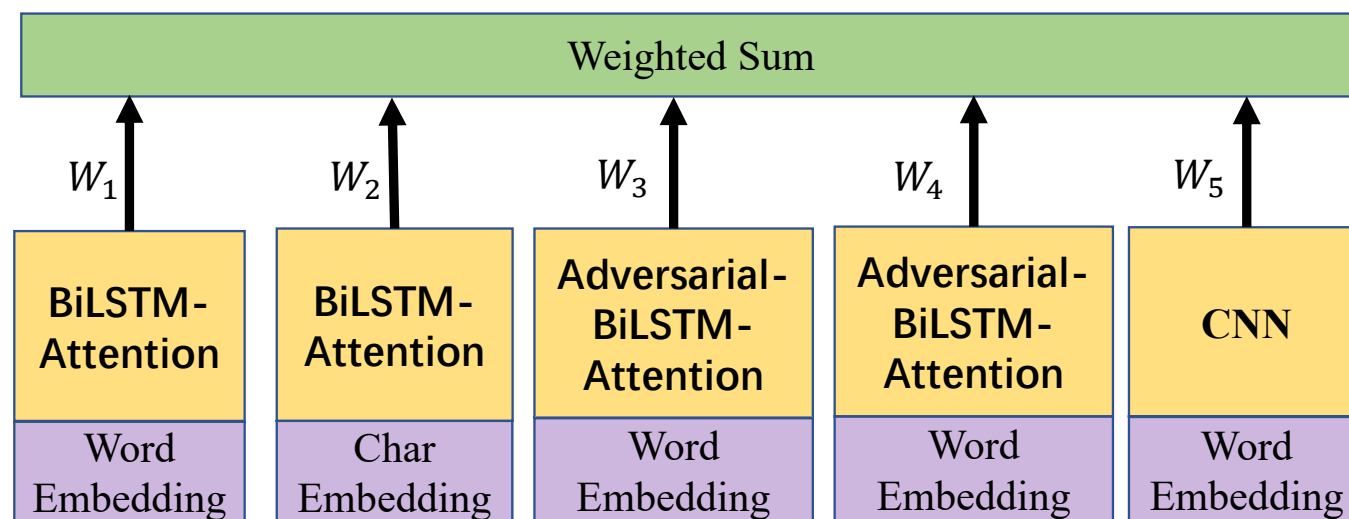 Weighted Sum
W₁
W₂
W₃
W₄
W₅
BiLSTM-
Attention
BiLSTM-
Attention
Adversarial-
BiLSTM-
Attention
Adversarial-
BiLSTM-
Attention
CNN
Word
Embedding
Char
Embedding
Word
Embedding
Word
Embedding
Word
Embedding